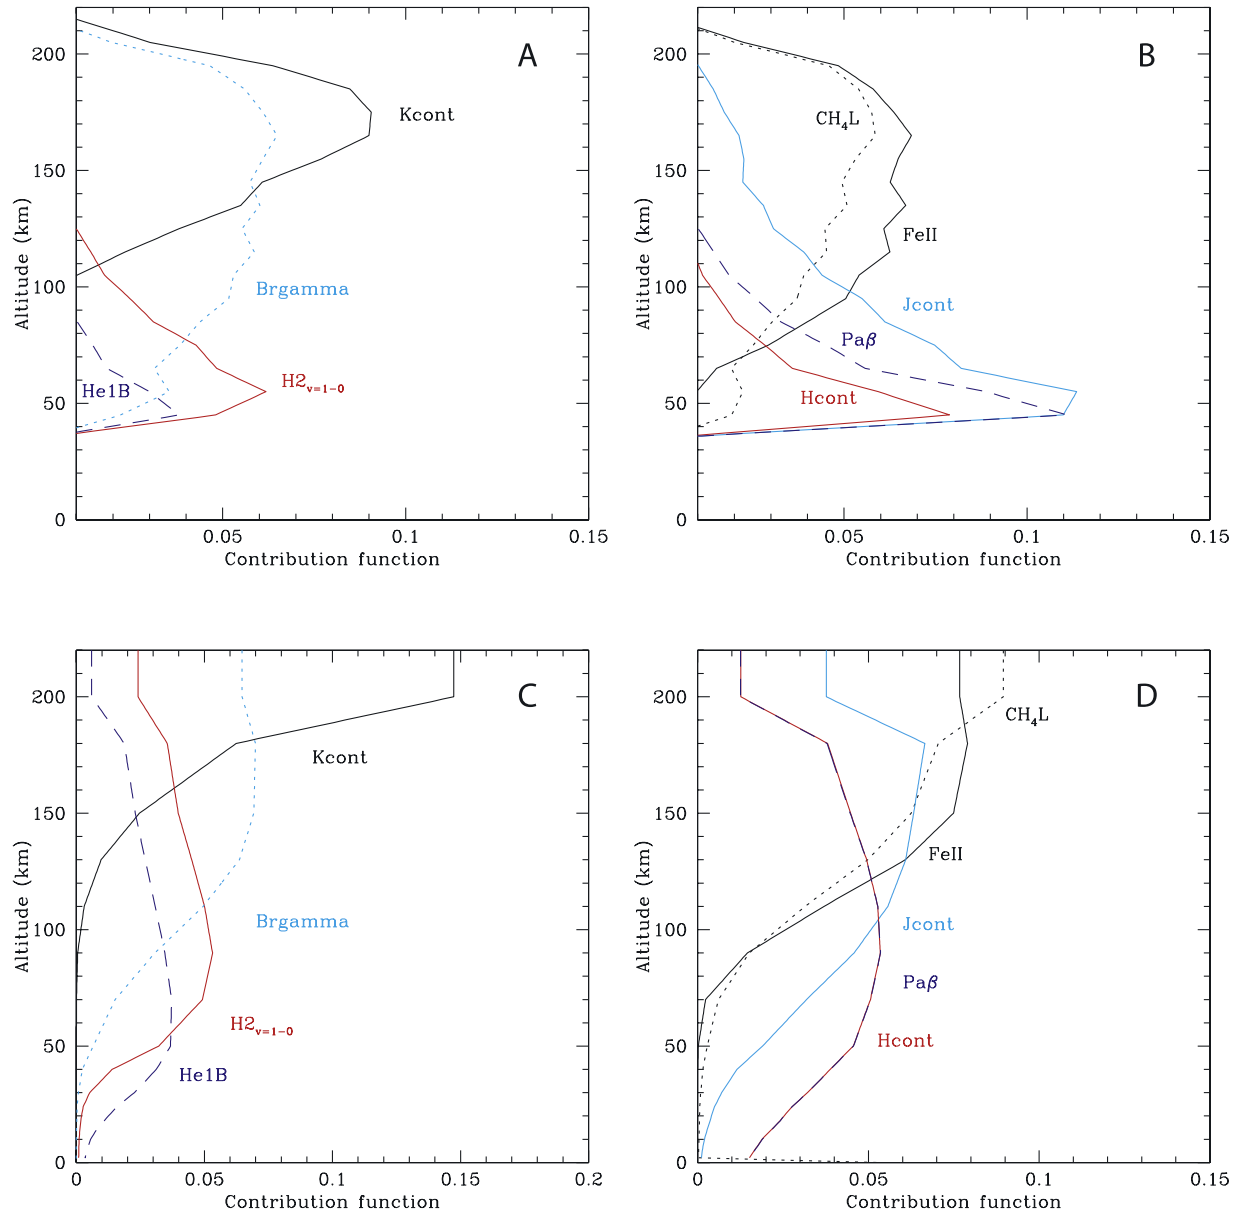 A
200
150
100
50
0
Altitude (km)
Kcont
Brgamma
H2v=1-0
He1B
0.05
0.1
0.15
Contribution function
B
200
150
100
50
0
Altitude (km)
CH4L
FeII
Jcont
Paβ
Hcont
0.05
0.1
0.15
Contribution function
C
200
150
100
50
0
Altitude (km)
Kcont
Brgamma
H2v=1-0
He1B
0
0.05
0.1
0.15
0.2
Contribution function
D
200
150
100
50
0
Altitude (km)
CH4L
FeII
Jcont
Paβ
Hcont
0
0.05
0.1
0.15
Contribution function